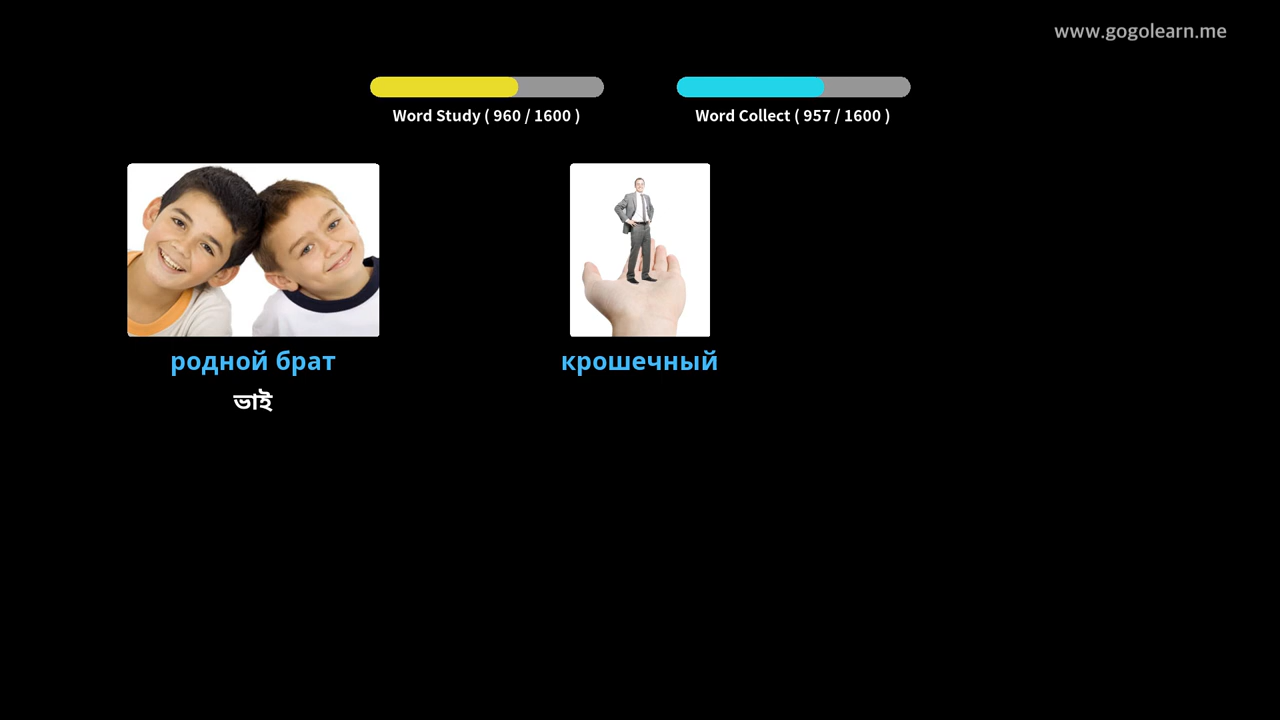 www.gogolearn.me
Word Study ( 960 / 1600 )
Word Collect ( 957 / 1600 )
родной брат
крошечный
ভাই